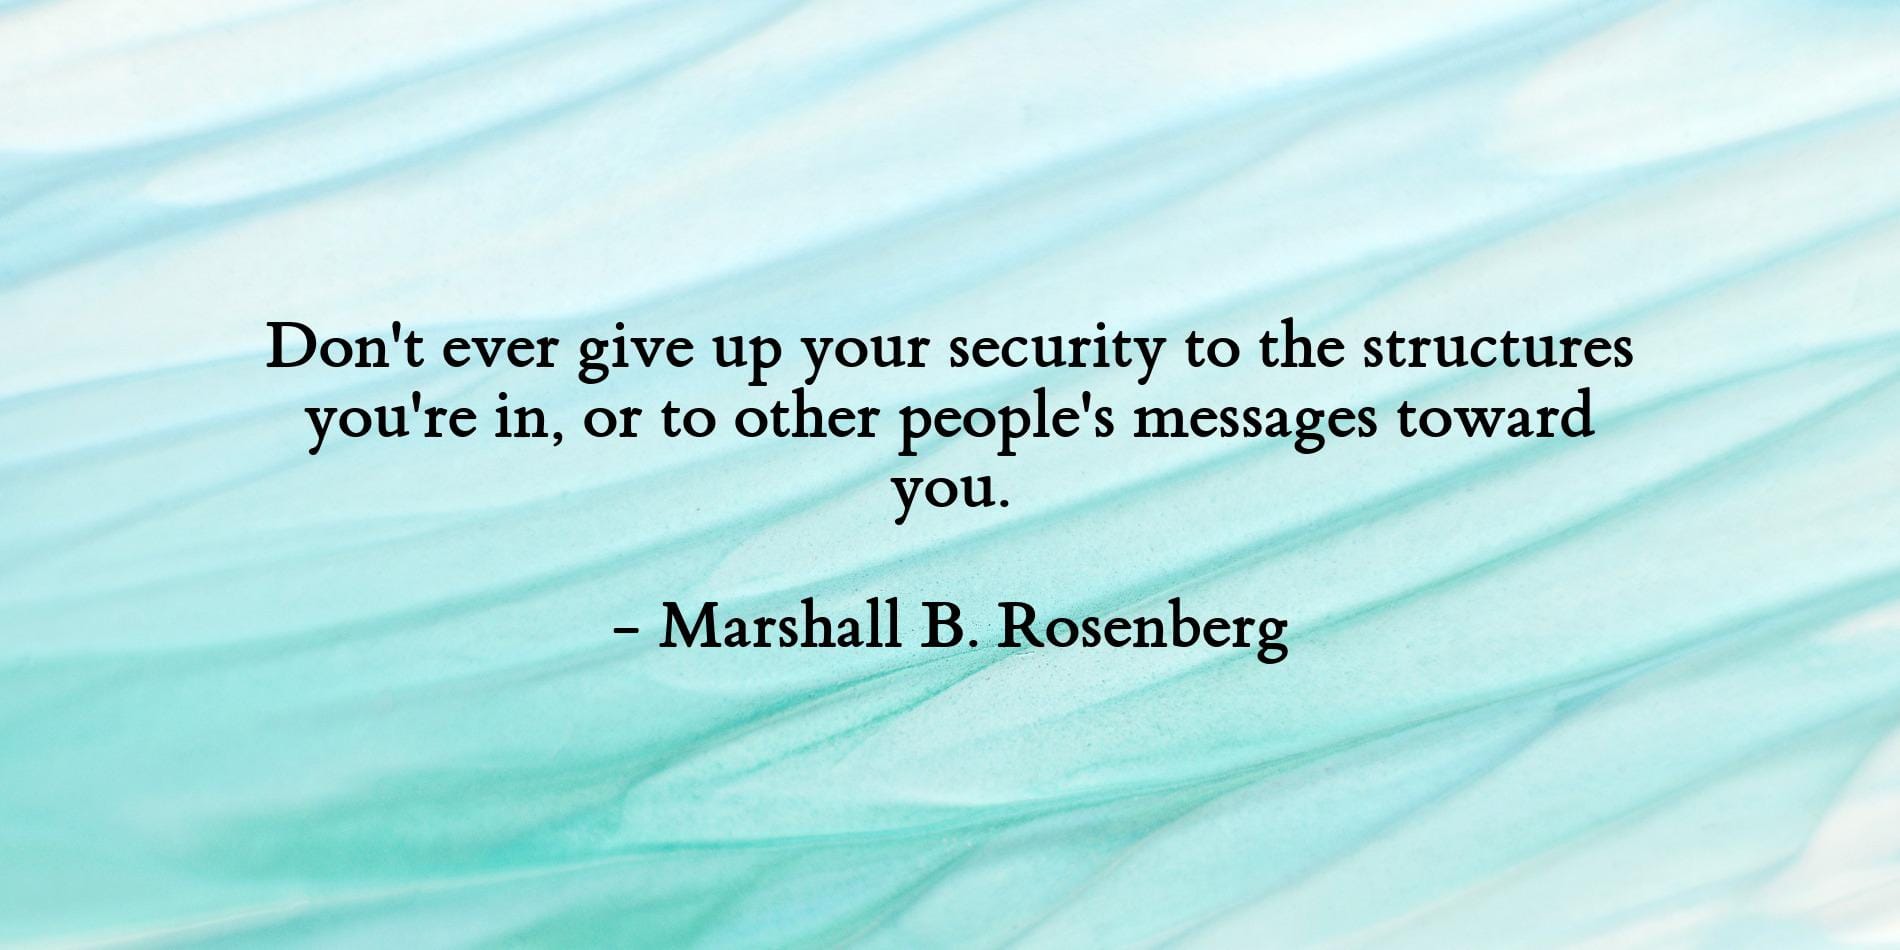 Don't ever give up your security to the structures
you're in, or to other people's messages toward
you.
- Marshall B. Rosenberg